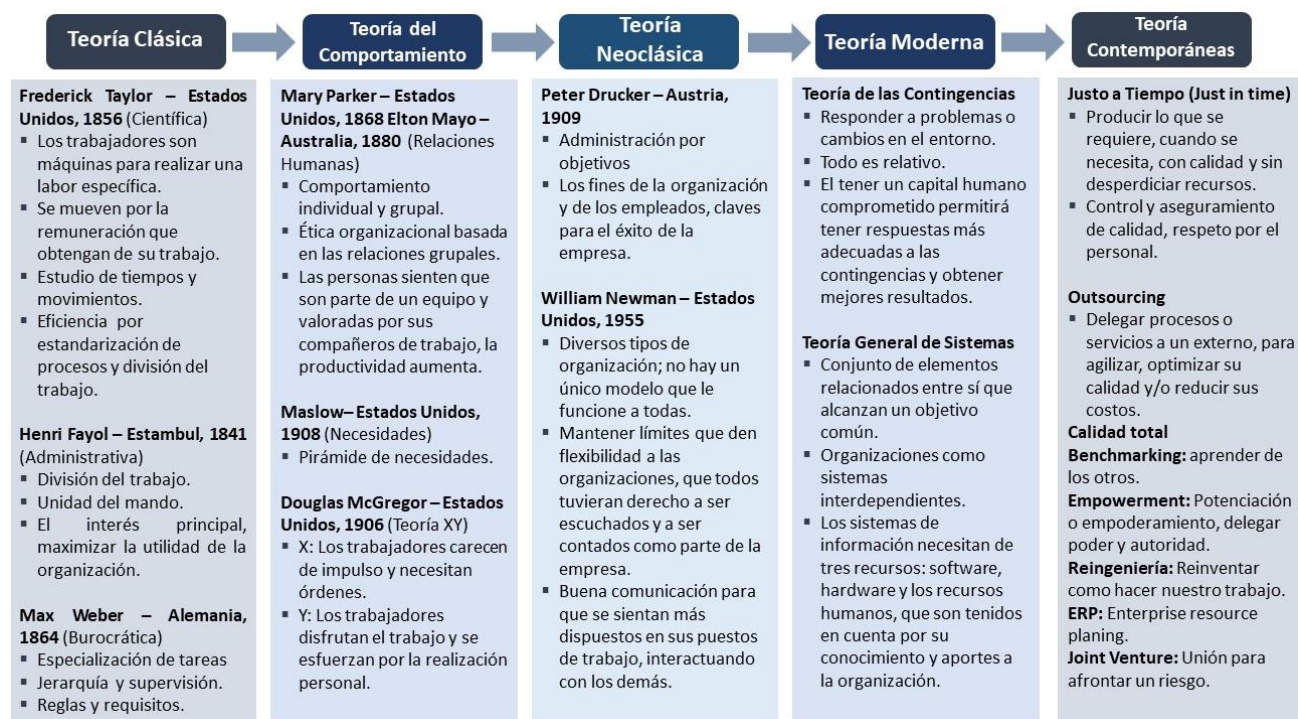 Teoría Clásica
Teoría del
Comportamiento
Teoría
Neoclásica
Teoría Moderna
Teoría
Contemporáneas
Frederick Taylor – Estados
Unidos, 1856 (Científica)
▪ Los trabajadores son
máquinas para realizar una
labor específica.
▪ Se mueven por la
remuneración que
obtengan de su trabajo.
▪ Estudio de tiempos y
movimientos.
▪ Eficiencia por
estandarización de
procesos y división del
trabajo.
Henri Fayol – Estambul, 1841
(Administrativa)
▪ División del trabajo.
▪ Unidad del mando.
▪ El interés principal,
maximizar la utilidad de la
organización.
Max Weber – Alemania,
1864 (Burocrática)
▪ Especialización de tareas
▪ Jerarquía y supervisión.
▪ Reglas y requisitos.
Mary Parker – Estados
Unidos, 1868 Elton Mayo –
Australia, 1880 (Relaciones
Humanas)
▪ Comportamiento
individual y grupal.
▪ Ética organizacional basada
en las relaciones grupales.
▪ Las personas sienten que
son parte de un equipo y
valoradas por sus
compañeros de trabajo, la
productividad aumenta.
Maslow– Estados Unidos,
1908 (Necesidades)
▪ Pirámide de necesidades.
Douglas McGregor – Estados
Unidos, 1906 (Teoría XY)
▪ X: Los trabajadores carecen
de impulso y necesitan
órdenes.
▪ Y: Los trabajadores
disfrutan el trabajo y se
esfuerzan por la realización
personal.
Peter Drucker – Austria,
1909
▪ Administración por
objetivos
▪ Los fines de la organización
y de los empleados, claves
para el éxito de la
empresa.
William Newman – Estados
Unidos, 1955
▪ Diversos tipos de
organización; no hay un
único modelo que le
funcione a todas.
▪ Mantener límites que den
flexibilidad a las
organizaciones, que todos
tuvieran derecho a ser
escuchados y a ser
contados como parte de la
empresa.
▪ Buena comunicación para
que se sientan más
dispuestos en sus puestos
de trabajo, interactuando
con los demás.
Teoría de las Contingencias
▪ Responder a problemas o
cambios en el entorno.
▪ Todo es relativo.
▪ El tener un capital humano
comprometido permitirá
tener respuestas más
adecuadas a las
contingencias y obtener
mejores resultados.
Teoría General de Sistemas
▪ Conjunto de elementos
relacionados entre sí que
alcanzan un objetivo
común.
▪ Organizaciones como
sistemas
interdependientes.
▪ Los sistemas de
información necesitan de
tres recursos: software,
hardware y los recursos
humanos, que son tenidos
en cuenta por su
conocimiento y aportes a
la organización.
Justo a Tiempo (Just in time)
▪ Producir lo que se
requiere, cuando se
necesita, con calidad y sin
desperdiciar recursos.
▪ Control y aseguramiento
de calidad, respeto por el
personal.
Outsourcing
▪ Delegar procesos o
servicios a un externo, para
agilizar, optimizar su
calidad y/o reducir sus
costos.
Calidad total
Benchmarking: aprender de
los otros.
Empowerment: Potenciación
o empoderamiento, delegar
poder y autoridad.
Reingeniería: Reinventar
como hacer nuestro trabajo.
ERP: Enterprise resource
planing.
Joint Venture: Unión para
afrontar un riesgo.